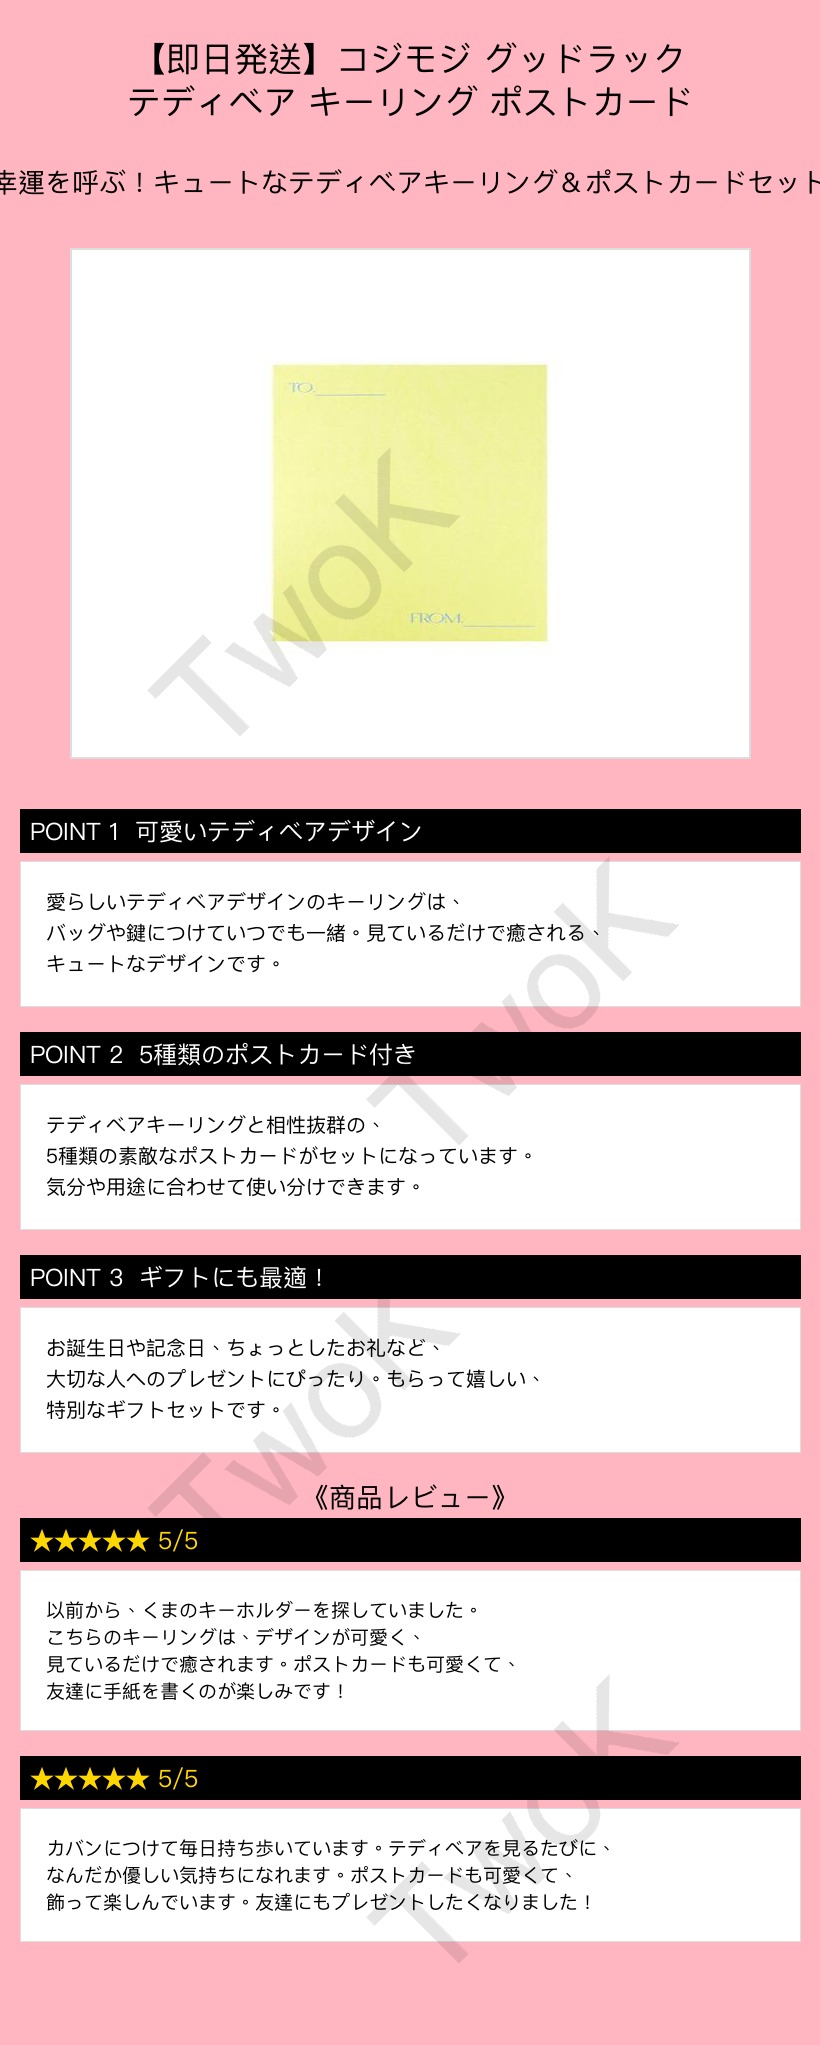 【即日発送】コジモジ グッドラック
テディベア キーリング ポストカード
幸運を呼ぶ！キュートなテディベアキーリング＆ポストカードセット
TO.
FROM.
TwoK
POINT 1 可愛いテディベアデザイン
愛らしいテディベアデザインのキーリングは、
バッグや鍵につけていつでも一緒。見ているだけで癒される、
キュートなデザインです。
TwoK
POINT 2 5種類のポストカード付き
テディベアキーリングと相性抜群の、
5種類の素敵なポストカードがセットになっています。
気分や用途に合わせて使い分けできます。
POINT 3 ギフトにも最適！
お誕生日や記念日、ちょっとしたお礼など、
大切な人へのプレゼントにぴったり。もらって嬉しい、
特別なギフトセットです。
TwoK
《商品レビュー》
★★★★★ 5/5
以前から、くまのキーホルダーを探していました。
こちらのキーリングは、デザインが可愛く、
見ているだけで癒されます。ポストカードも可愛くて、
友達に手紙を書くのが楽しみです！
★★★★★ 5/5
カバンにつけて毎日持ち歩いています。テディベアを見るたびに、
なんだか優しい気持ちになれます。ポストカードも可愛くて、
飾って楽しんでいます。友達にもプレゼントしたくなりました！
TwoK